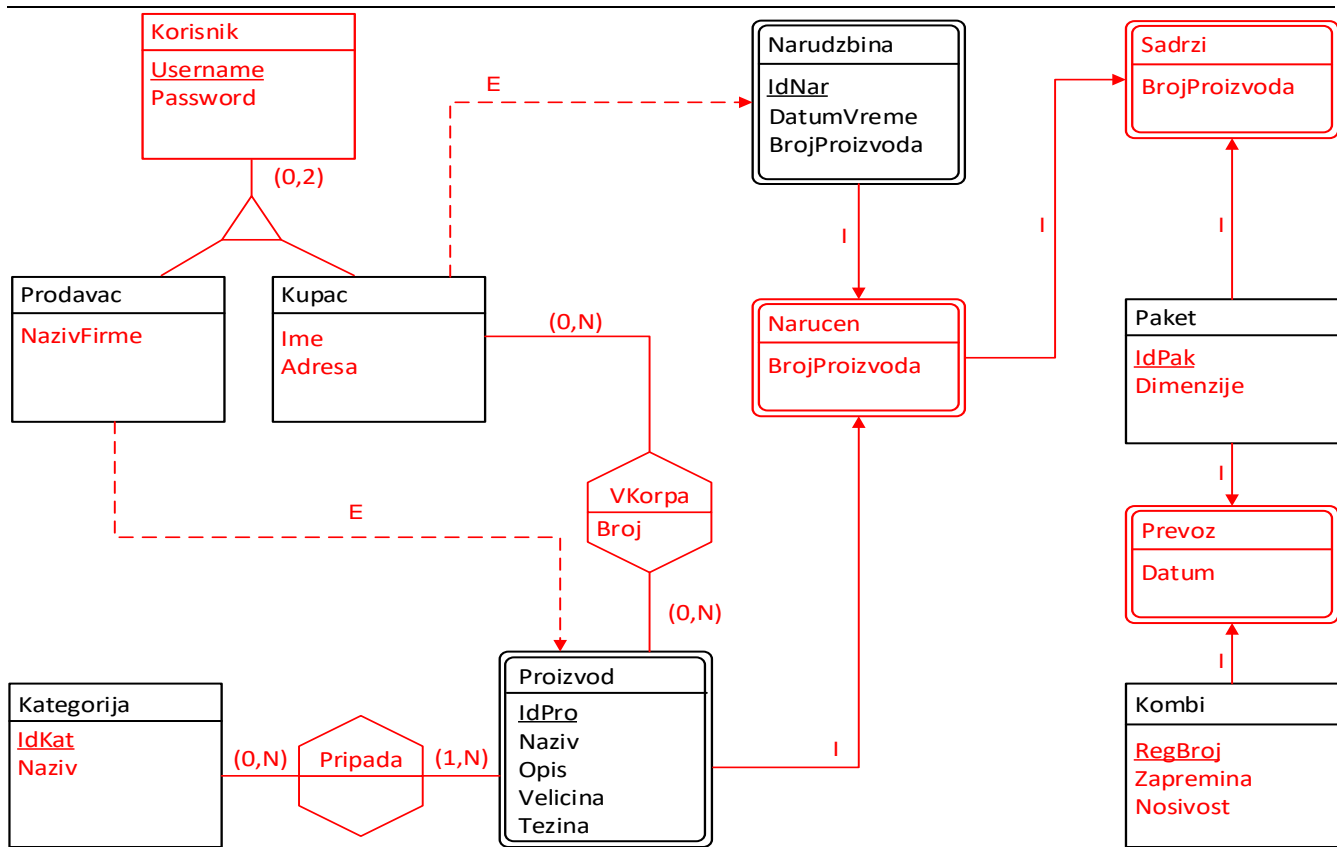 Korisnik
Username
Password
(0,2)
Prodavac
NazivFirme
Kupac
Ime
Adresa
E
Narudzbina
IdNar
DatumVreme
BrojProizvoda
Sadrzi
BrojProizvoda
I
I
I
(0,N)
Narucen
BrojProizvoda
Paket
IdPak
Dimenzije
VKorpa
Broj
E
(0,N)
I
Prevoz
Datum
I
Kategorija
IdKat
Naziv
(0,N)
Pripada
(1,N)
Proizvod
IdPro
Naziv
Opis
Velicina
Tezina
I
Kombi
RegBroj
Zapremina
Nosivost